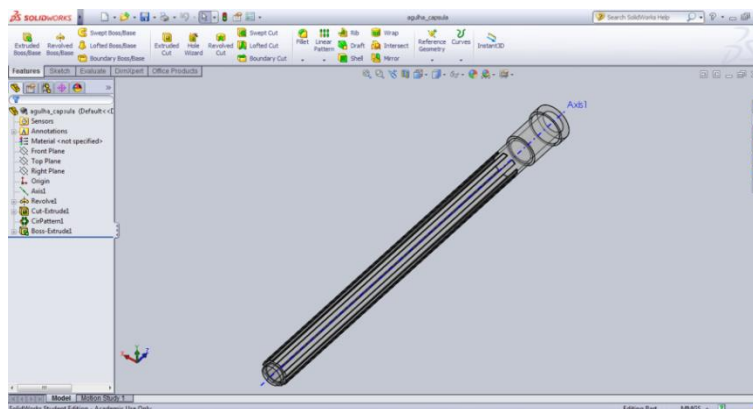 SOLIDWORKS
agulha_capsula
Search SolidWorks Help
Extruded Boss/Base
Revolved Boss/Base
Swept Boss/Base
Lofted Boss/Base
Boundary Boss/Base
Extruded Cut
Hole Wizard
Revolved Cut
Swept Cut
Lofted Cut
Boundary Cut
Fillet
Linear Pattern
Rib
Draft
Shell
Wrap
Intersect
Mirror
Reference Geometry
Curves
Instant3D
Features Sketch Evaluate DimXpert Office Products
agulha_capsula (Default<<D
Sensors
Annotations
Material <not specified>
Front Plane
Top Plane
Right Plane
Origin
Axis1
Revolve1
Cut-Extrude1
CirPattern1
Boss-Extrude1
Axis1
Model Motion Study 1
SolidWorks Student Edition - Academic Use Only
Editing Part
MMGS